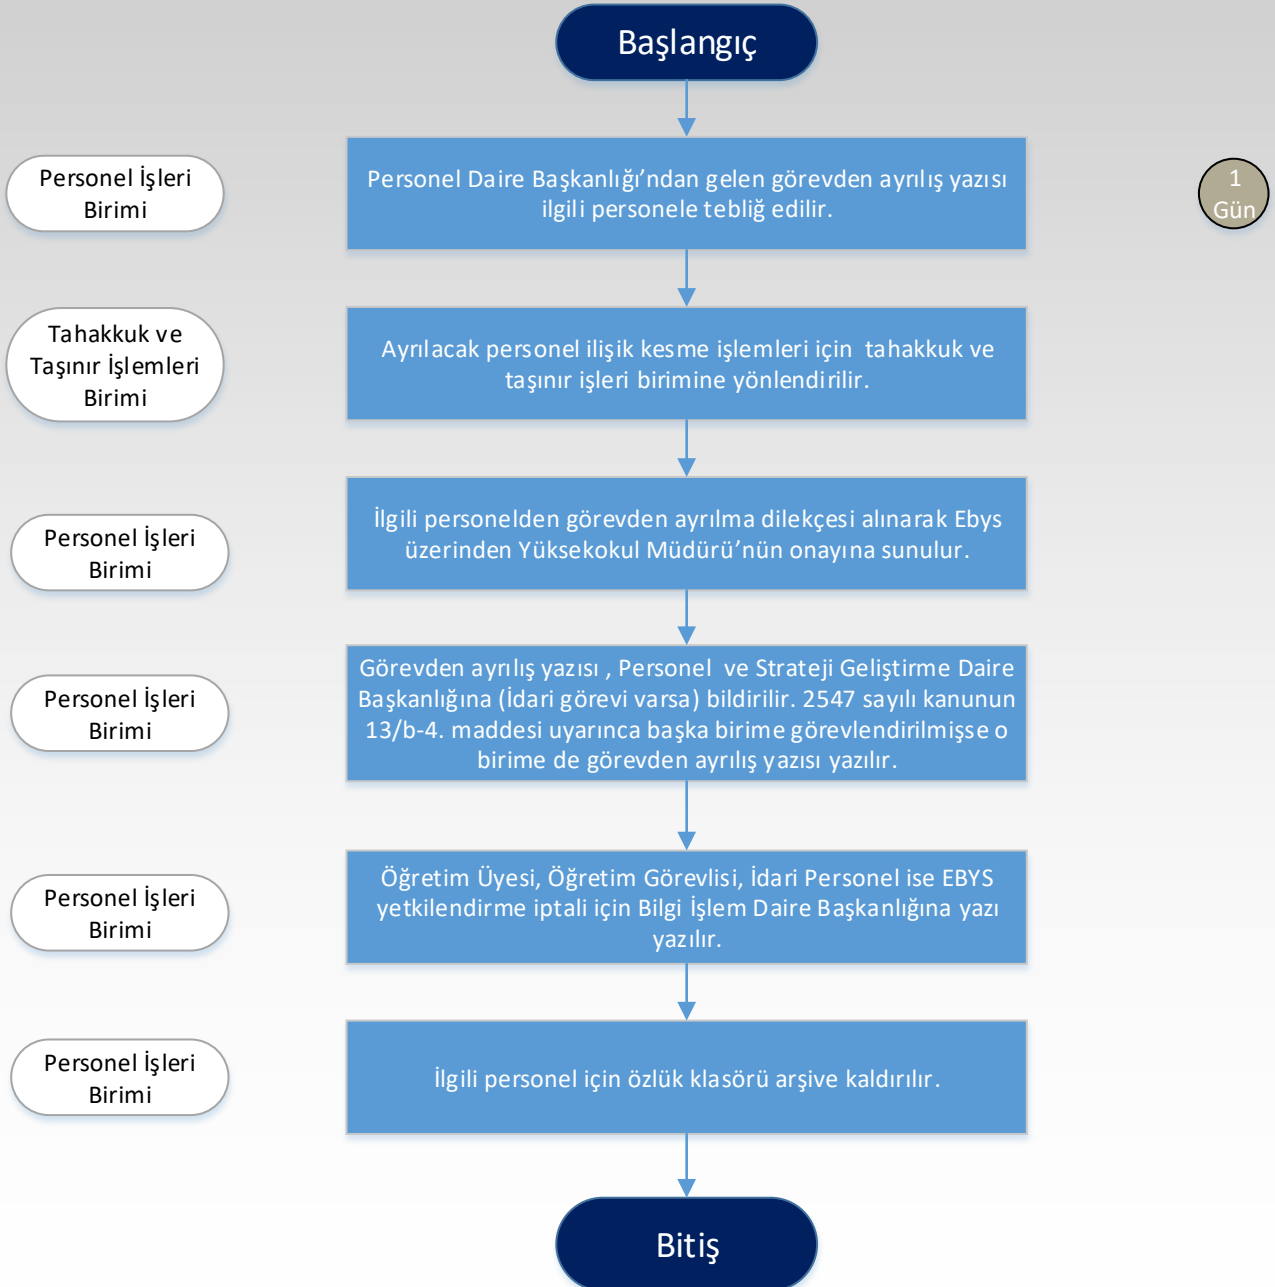 Başlangıç
Personel İşleri
Birimi
Personel Daire Başkanlığı’ndan gelen görevden ayrılış yazısı
ilgili personele tebliğ edilir.
1
Gün
Tahakkuk ve
Taşınır İşlemleri
Birimi
Ayrılacak personel ilişik kesme işlemleri için tahakkuk ve
taşınır işleri birimine yönlendirilir.
Personel İşleri
Birimi
İlgili personelden görevden ayrılma dilekçesi alınarak Ebys
üzerinden Yüksekokul Müdürü’nün onayına sunulur.
Personel İşleri
Birimi
Görevden ayrılış yazısı , Personel ve Strateji Geliştirme Daire
Başkanlığına (İdari görevi varsa) bildirilir. 2547 sayılı kanunun
13/b-4. maddesi uyarınca başka birime görevlendirilmişse o
birime de görevden ayrılış yazısı yazılır.
Personel İşleri
Birimi
Öğretim Üyesi, Öğretim Görevlisi, İdari Personel ise EBYS
yetkilendirme iptali için Bilgi İşlem Daire Başkanlığına yazı
yazılır.
Personel İşleri
Birimi
İlgili personel için özlük klasörü arşive kaldırılır.
Bitiş